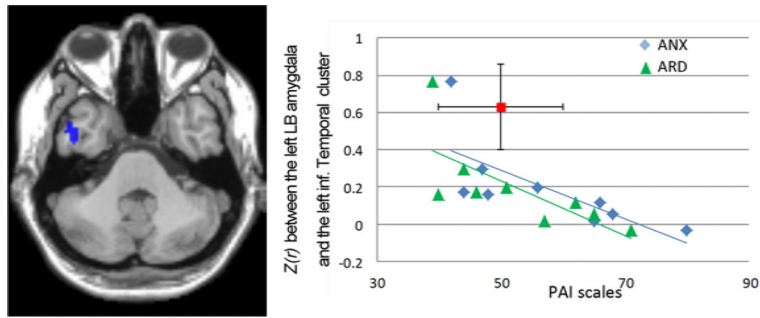 Z(r) between the left LB amygdala
and the left inf. Temporal cluster
1
0.8
0.6
0.4
0.2
0
-0.2
30
50
70
90
PAI scales
ANX
ARD